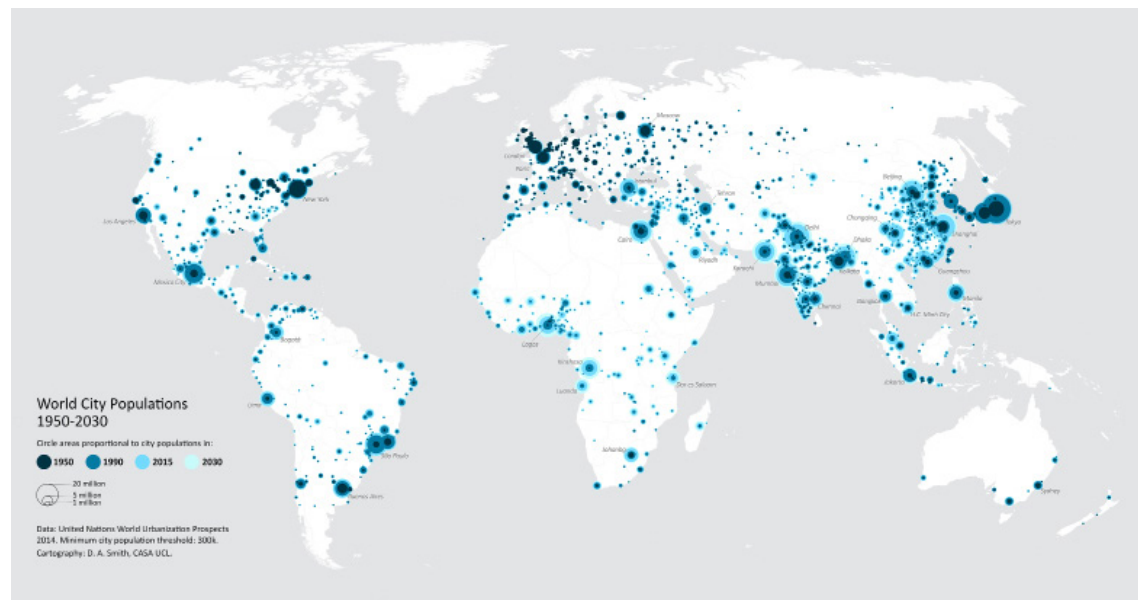 Moscow
London
Paris
Istanbul
Beijing
New York
Tehran
Los Angeles
Chongqing
Delhi
Tokyo
Shanghai
Cairo
Dhaka
Riyadh
Karachi
Kolkata
Guangzhou
Mexico City
Mumbai
Bangkok
Manila
Chennai
H.C. Minh City
Bogotá
Lagos
Kinshasa
Jakarta
Luanda
Dar es Salaam
Lima
World City Populations
1950-2030
Circle areas proportional to city populations in:
1950 1990 2015 2030
São Paulo
20 million
5 million
1 million
Sydney
Buenos Aires
Data: United Nations World Urbanization Prospects
2014. Minimum city population threshold: 300k.
Cartography: D. A. Smith, CASA UCL.